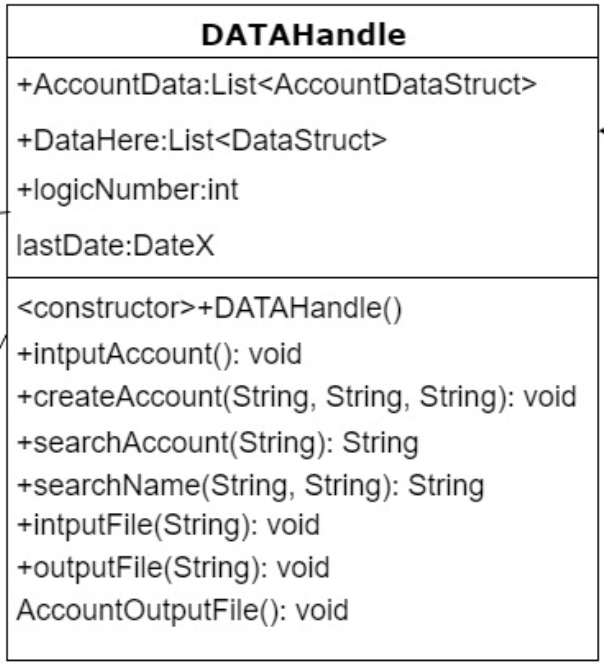 DATAHandle
+AccountData:List<AccountDataStruct>
+DataHere:List<DataStruct>
+logicNumber:int
lastDate:DateX
<constructor>+DATAHandle()
+intputAccount(): void
+createAccount(String, String, String): void
+searchAccount(String): String
+searchName(String, String): String
+intputFile(String): void
+outputFile(String): void
AccountOutputFile(): void